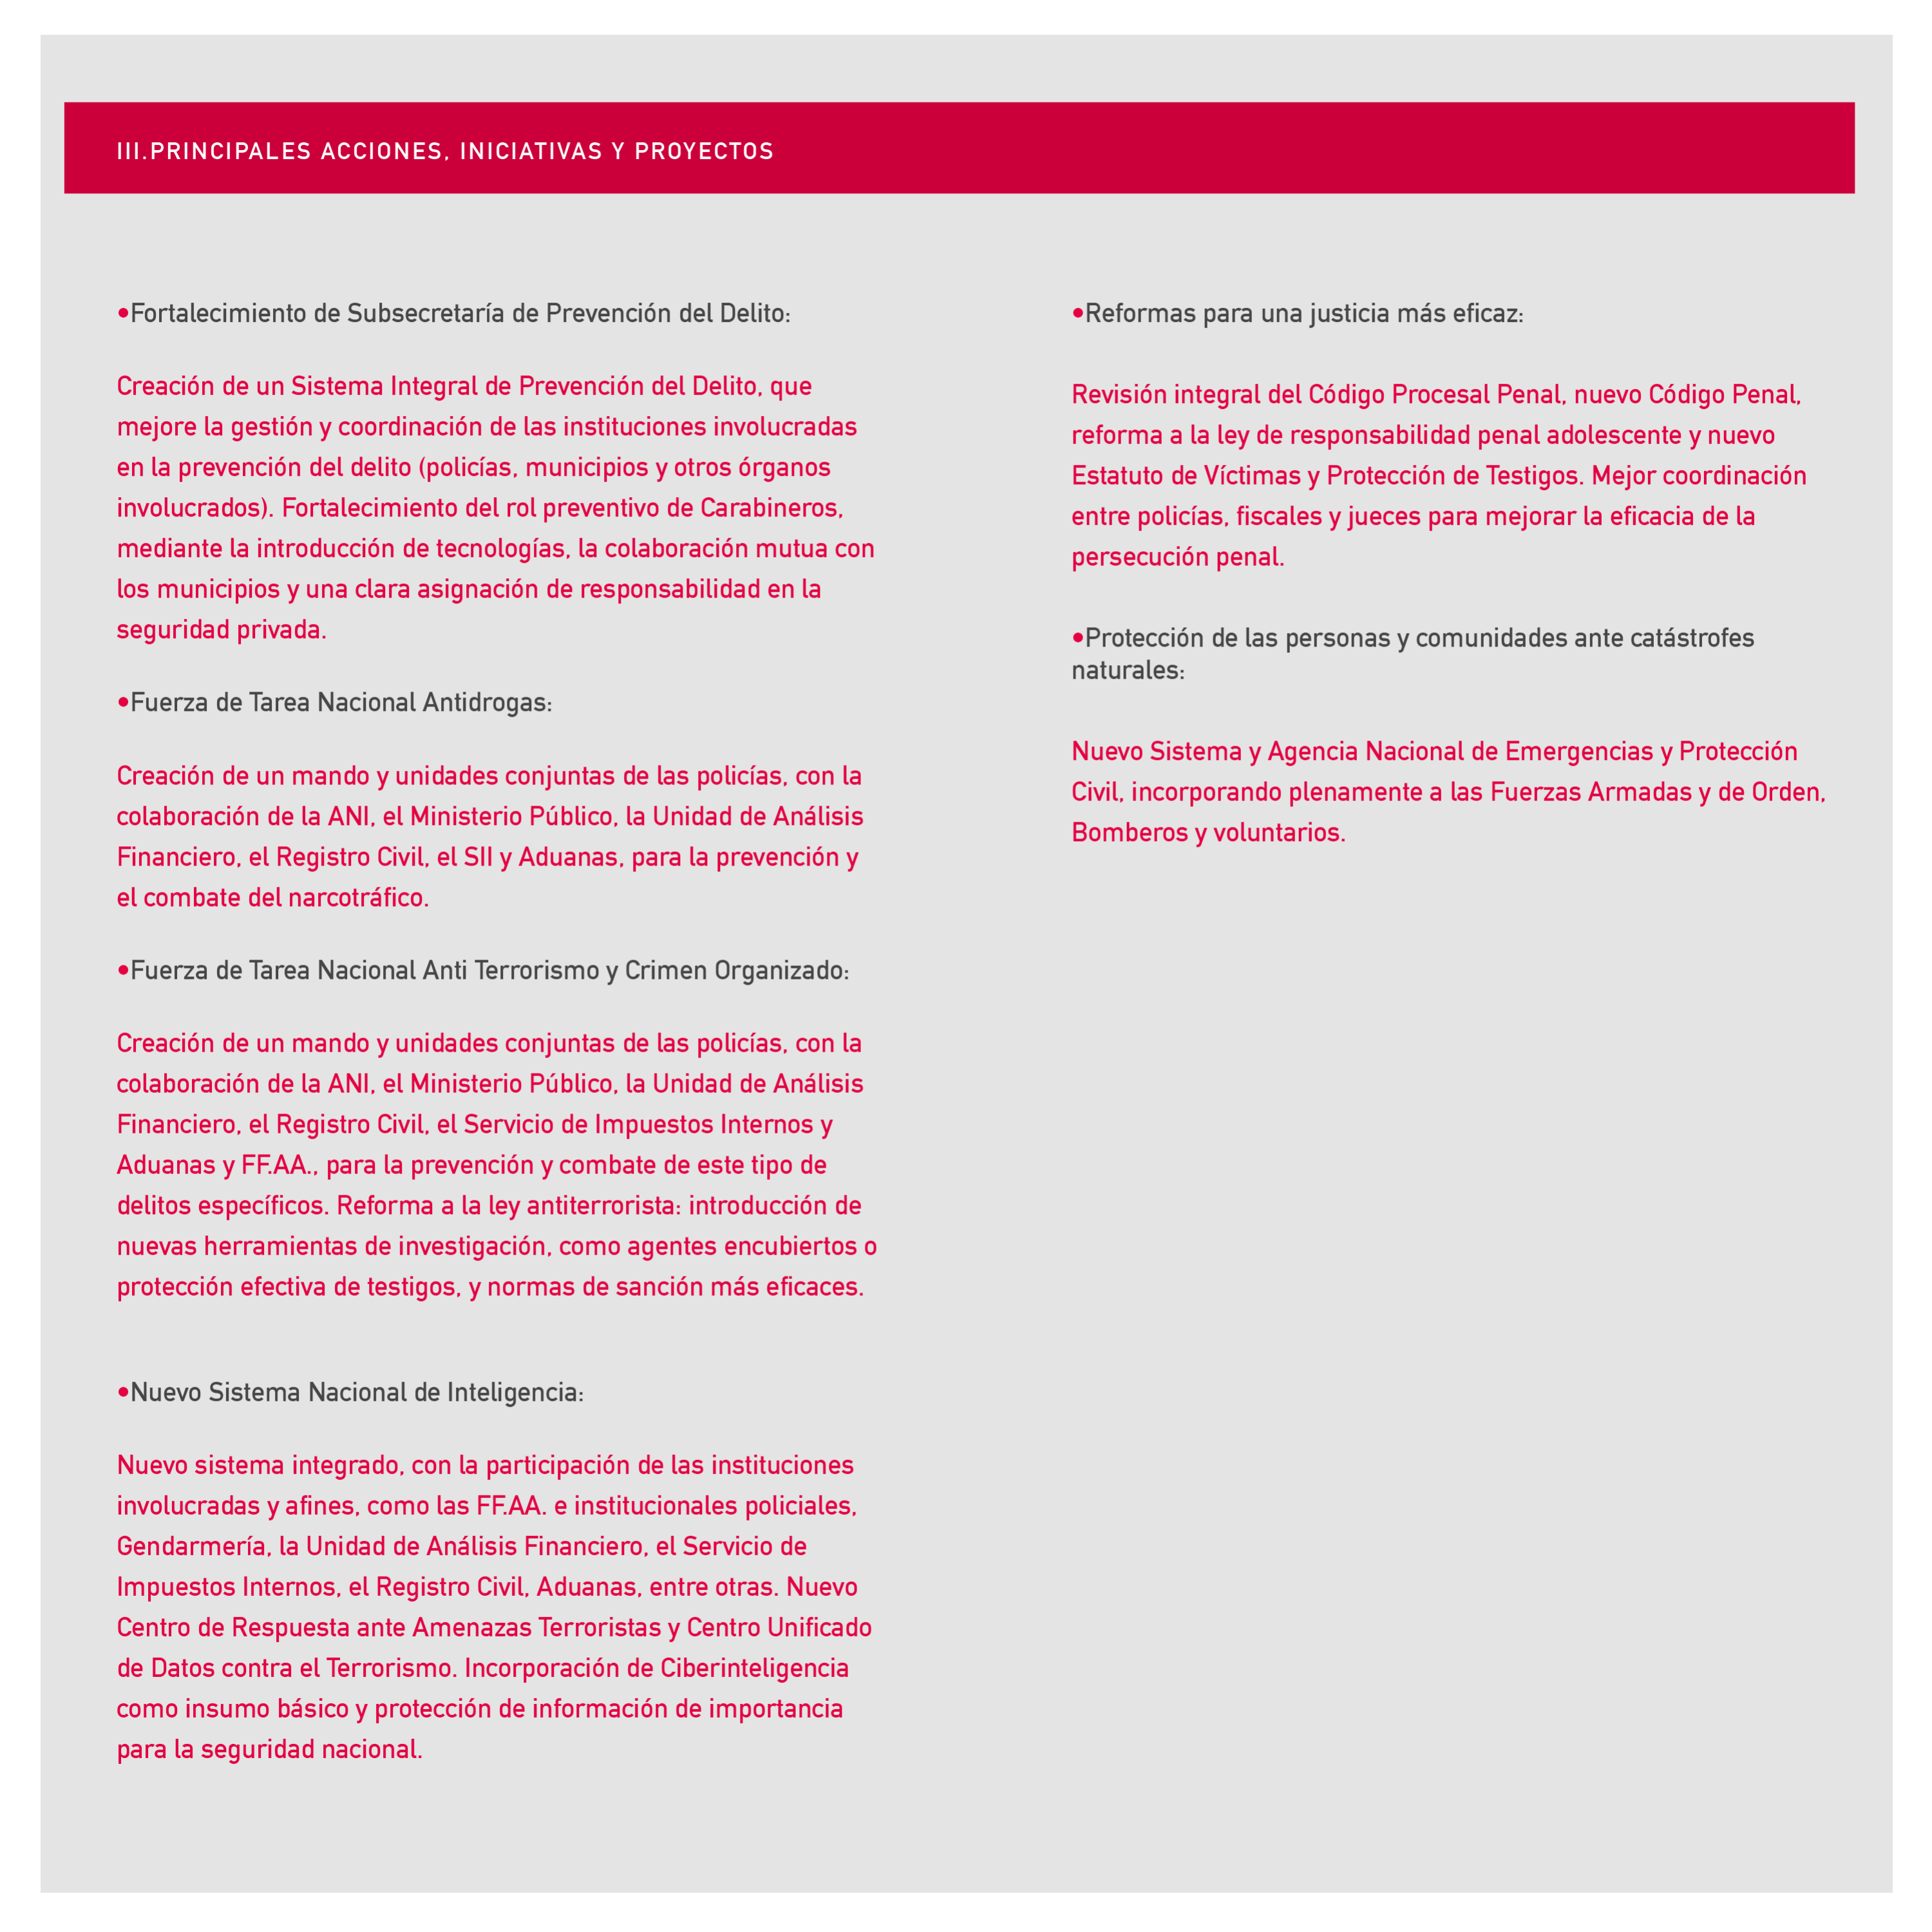 III.PRINCIPALES ACCIONES, INICIATIVAS Y PROYECTOS
•Fortalecimiento de Subsecretaría de Prevención del Delito:
Creación de un Sistema Integral de Prevención del Delito, que
mejore la gestión y coordinación de las instituciones involucradas
en la prevención del delito (policías, municipios y otros órganos
involucrados). Fortalecimiento del rol preventivo de Carabineros,
mediante la introducción de tecnologías, la colaboración mutua con
los municipios y una clara asignación de responsabilidad en la
seguridad privada.
•Fuerza de Tarea Nacional Antidrogas:
Creación de un mando y unidades conjuntas de las policías, con la
colaboración de la ANI, el Ministerio Público, la Unidad de Análisis
Financiero, el Registro Civil, el SII y Aduanas, para la prevención y
el combate del narcotráfico.
•Fuerza de Tarea Nacional Anti Terrorismo y Crimen Organizado:
Creación de un mando y unidades conjuntas de las policías, con la
colaboración de la ANI, el Ministerio Público, la Unidad de Análisis
Financiero, el Registro Civil, el Servicio de Impuestos Internos y
Aduanas y FF.AA., para la prevención y combate de este tipo de
delitos específicos. Reforma a la ley antiterrorista: introducción de
nuevas herramientas de investigación, como agentes encubiertos o
protección efectiva de testigos, y normas de sanción más eficaces.
•Nuevo Sistema Nacional de Inteligencia:
Nuevo sistema integrado, con la participación de las instituciones
involucradas y afines, como las FF.AA. e institucionales policiales,
Gendarmería, la Unidad de Análisis Financiero, el Servicio de
Impuestos Internos, el Registro Civil, Aduanas, entre otras. Nuevo
Centro de Respuesta ante Amenazas Terroristas y Centro Unificado
de Datos contra el Terrorismo. Incorporación de Ciberinteligencia
como insumo básico y protección de información de importancia
para la seguridad nacional.
•Reformas para una justicia más eficaz:
Revisión integral del Código Procesal Penal, nuevo Código Penal,
reforma a la ley de responsabilidad penal adolescente y nuevo
Estatuto de Víctimas y Protección de Testigos. Mejor coordinación
entre policías, fiscales y jueces para mejorar la eficacia de la
persecución penal.
•Protección de las personas y comunidades ante catástrofes
naturales:
Nuevo Sistema y Agencia Nacional de Emergencias y Protección
Civil, incorporando plenamente a las Fuerzas Armadas y de Orden,
Bomberos y voluntarios.